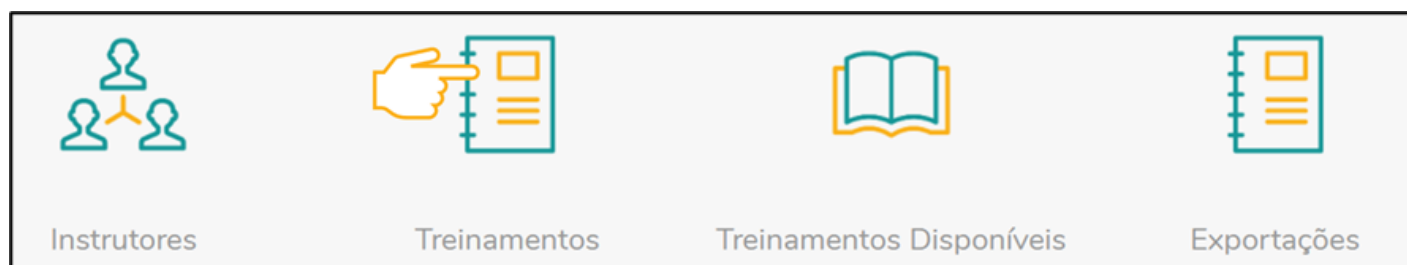 Instrutores
Treinamentos
Treinamentos Disponíveis
Exportações